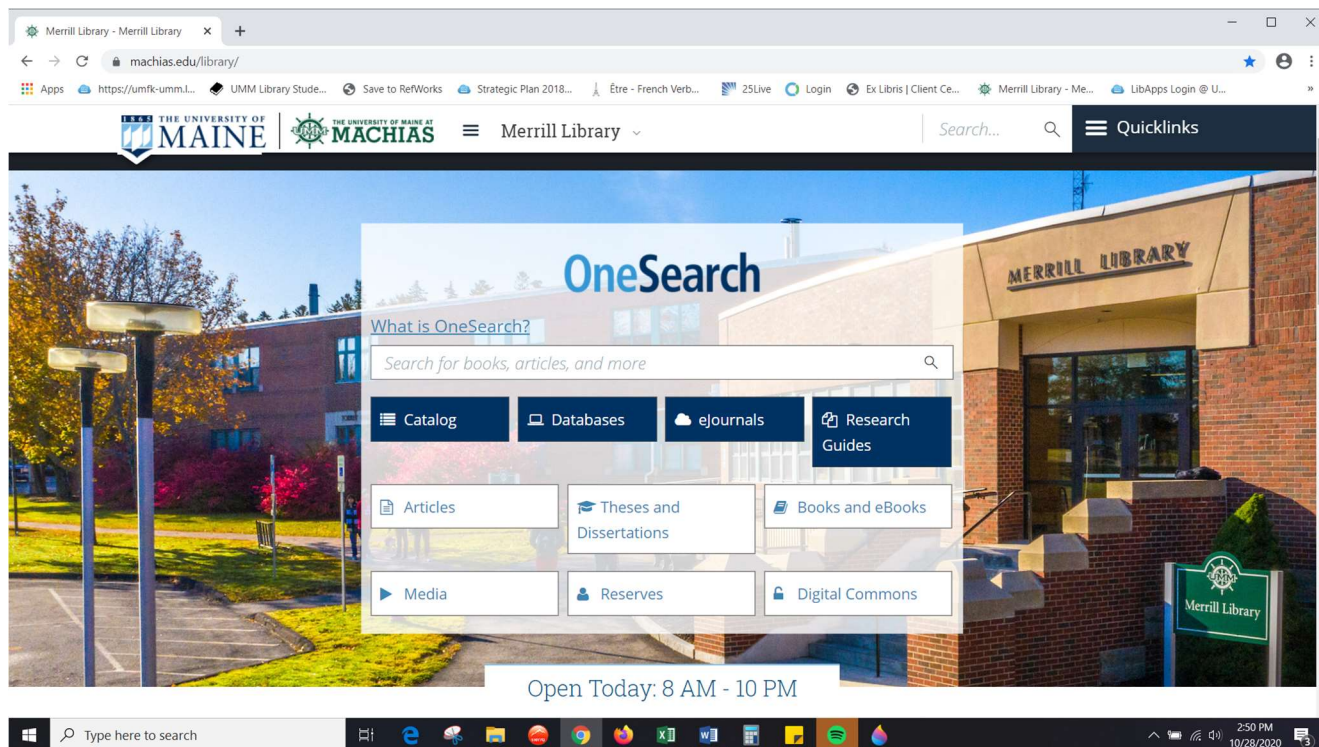 Merrill Library - Merrill Library
machias.edu/library/
Apps https://umfk-umm.l... UMM Library Stude... Save to RefWorks Strategic Plan 2018... Être - French Verb... 25Live Login Ex Libris | Client Ce... Merrill Library - Me... LibApps Login @ U... »
1865 THE UNIVERSITY OF
MAINE
UMM
THE UNIVERSITY OF MAINE AT
MACHIAS
Merrill Library
Search...
Quicklinks
MERRILL LIBRARY
OneSearch
What is OneSearch?
Search for books, articles, and more
Catalog Databases eJournals Research
Guides
Articles Theses and Books and eBooks
Dissertations
Media Reserves Digital Commons
UMM
Merrill Library
Open Today: 8 AM - 10 PM
Type here to search
2:50 PM
10/28/2020
3